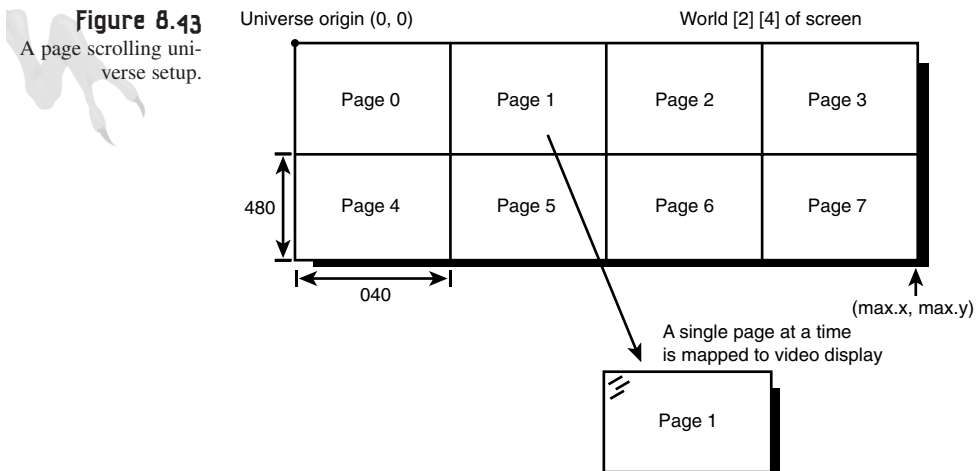 Figure 8.43
A page scrolling uni-
verse setup.
Universe origin (0, 0)
World [2] [4] of screen
Page 0
Page 1
Page 2
Page 3
480
Page 4
Page 5
Page 6
Page 7
040
(max.x, max.y)
A single page at a time
is mapped to video display
Page 1